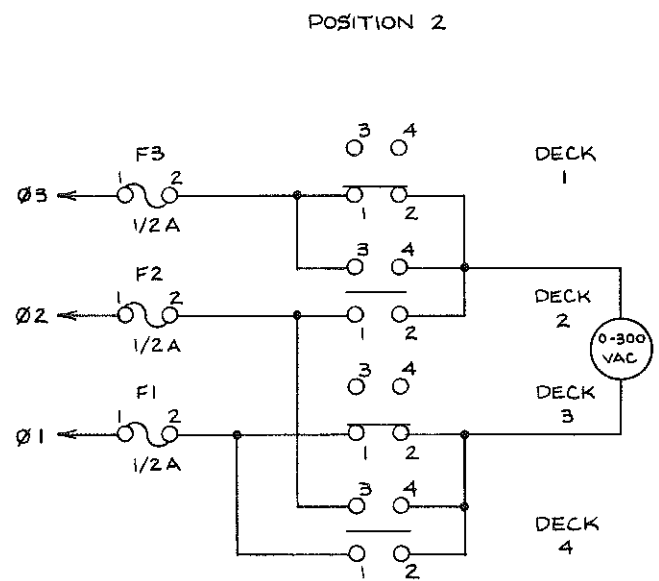 POSITION 2
3 4
DECK
1
F3
1 2
Ø3
1/2A
1 2
3 4
F2
1 2
Ø2
1/2A
1 2
DECK
2
0-300
VAC
3 4
DECK
3
F1
1 2
Ø1
1/2A
1 2
3 4
DECK
4
1 2